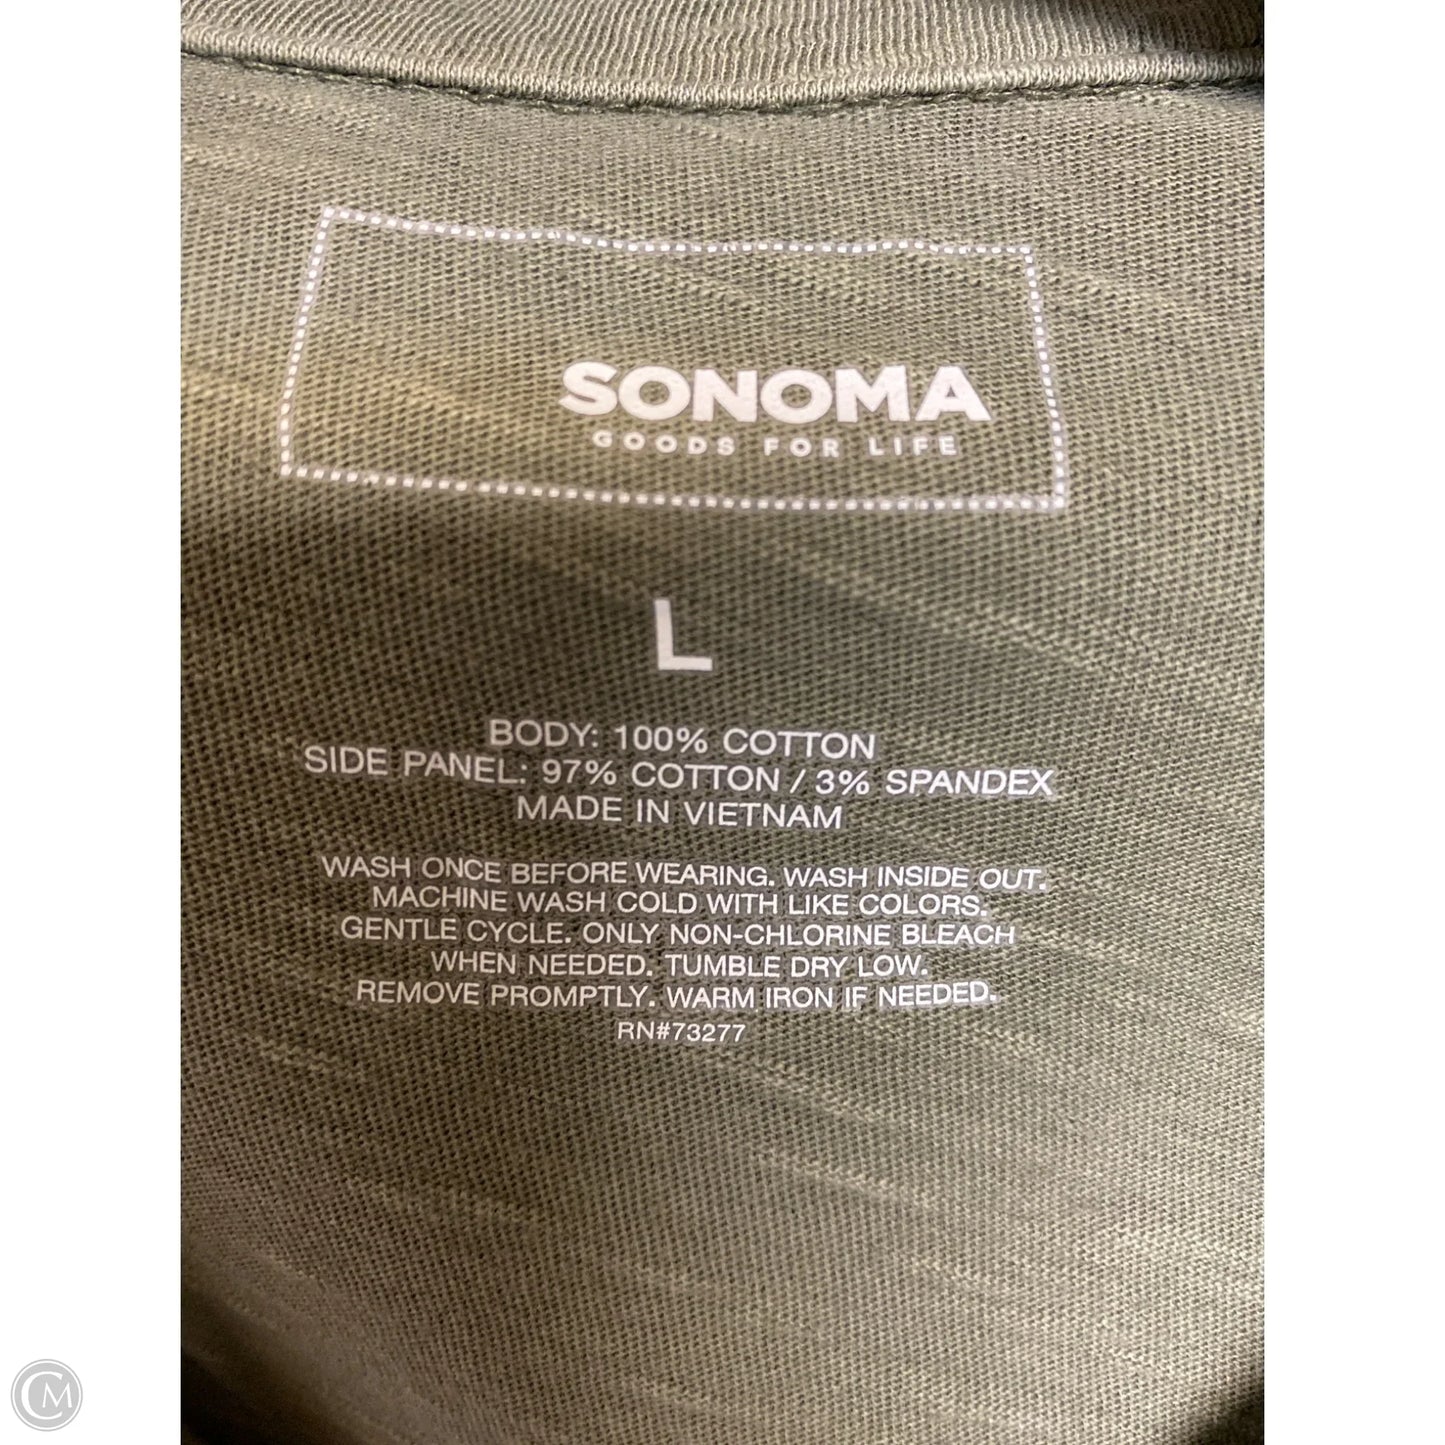 SONOMA
GOODS FOR LIFE
L
BODY: 100% COTTON
SIDE PANEL: 97% COTTON / 3% SPANDEX
MADE IN VIETNAM
WASH ONCE BEFORE WEARING. WASH INSIDE OUT.
MACHINE WASH COLD WITH LIKE COLORS.
GENTLE CYCLE. ONLY NON-CHLORINE BLEACH
WHEN NEEDED. TUMBLE DRY LOW.
REMOVE PROMPTLY. WARM IRON IF NEEDED.
RN#73277
CM